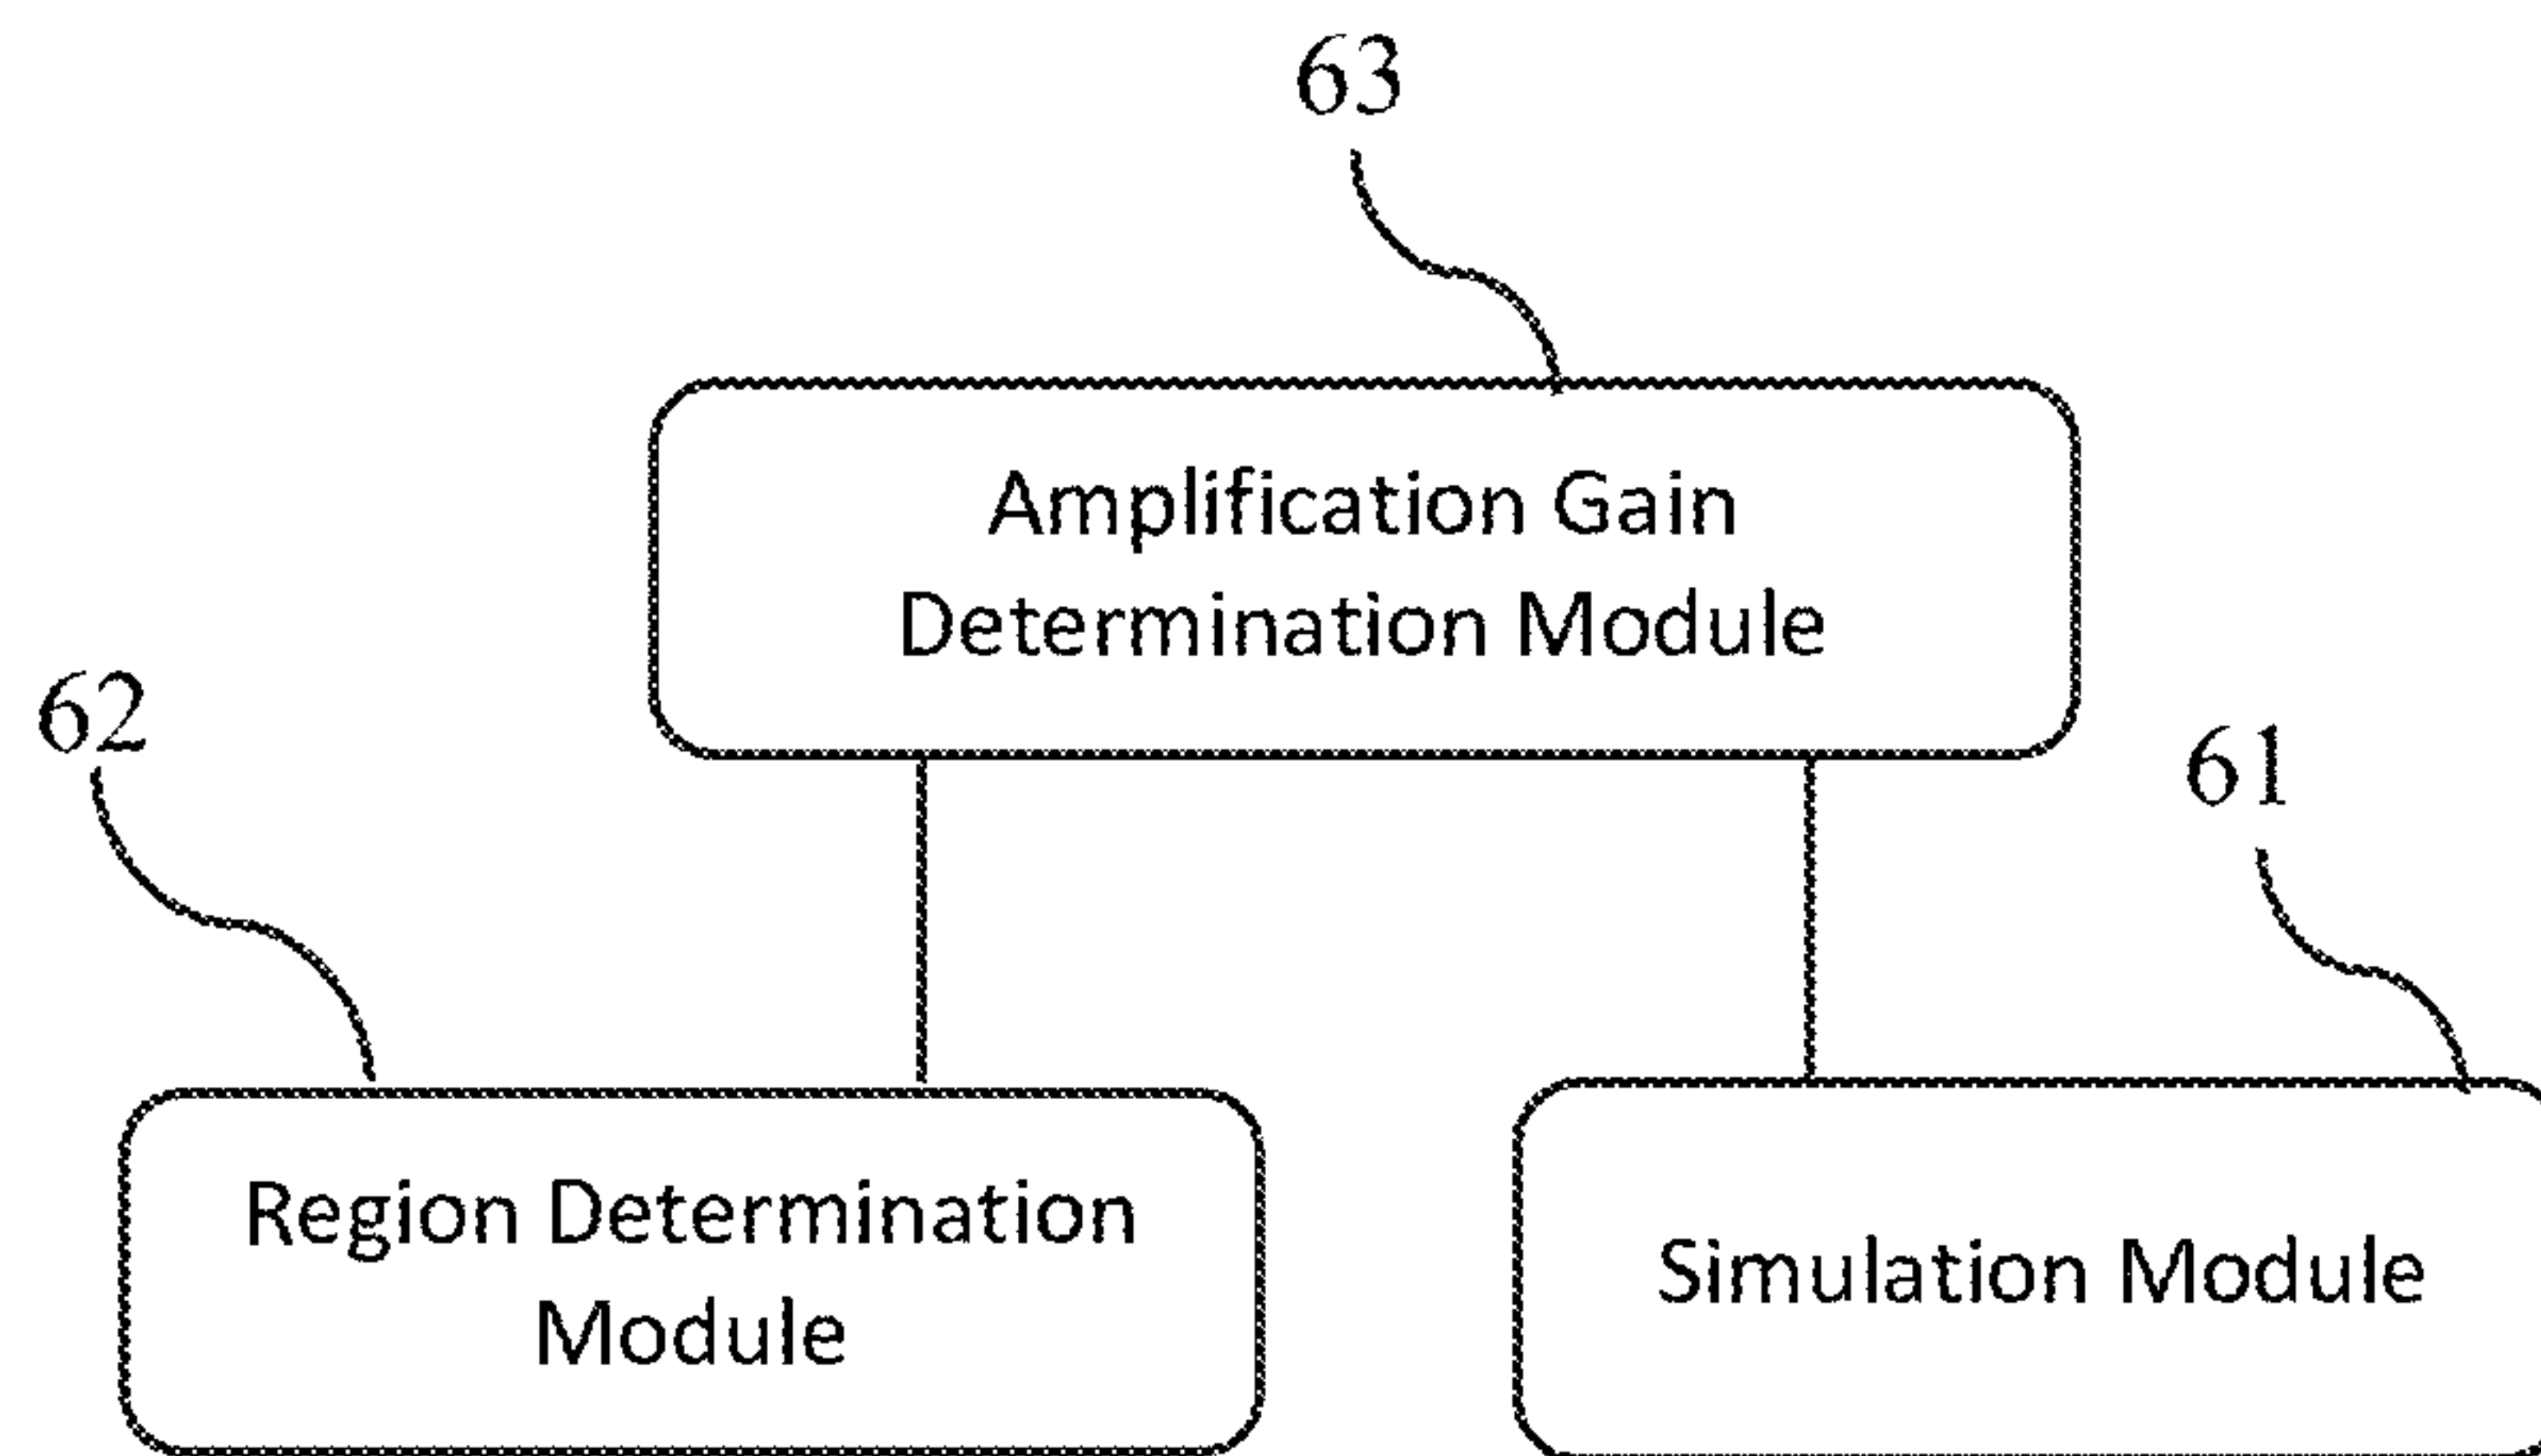 63
Amplification Gain
Determination Module
62
61
Region Determination
Module
Simulation Module